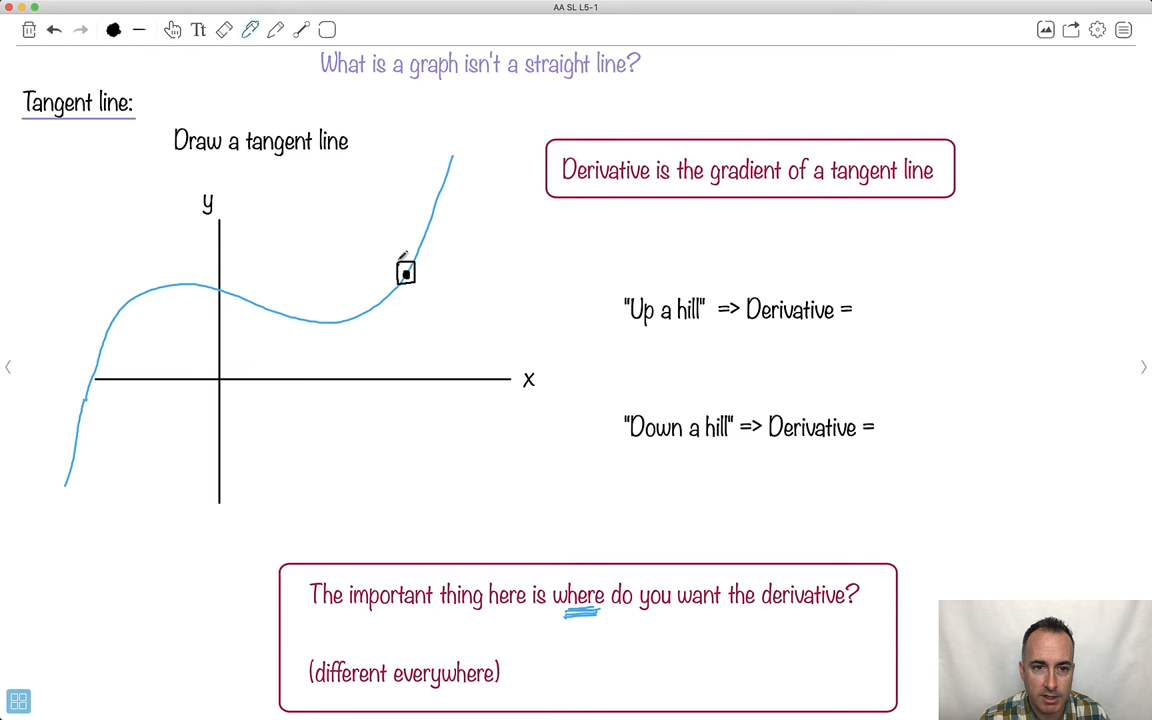 AA SL L5-1
Tt
What is a graph isn't a straight line?
Tangent line:
Draw a tangent line
Derivative is the gradient of a tangent line
y
"Up a hill" => Derivative =
x
"Down a hill" => Derivative =
The important thing here is where do you want the derivative?
(different everywhere)